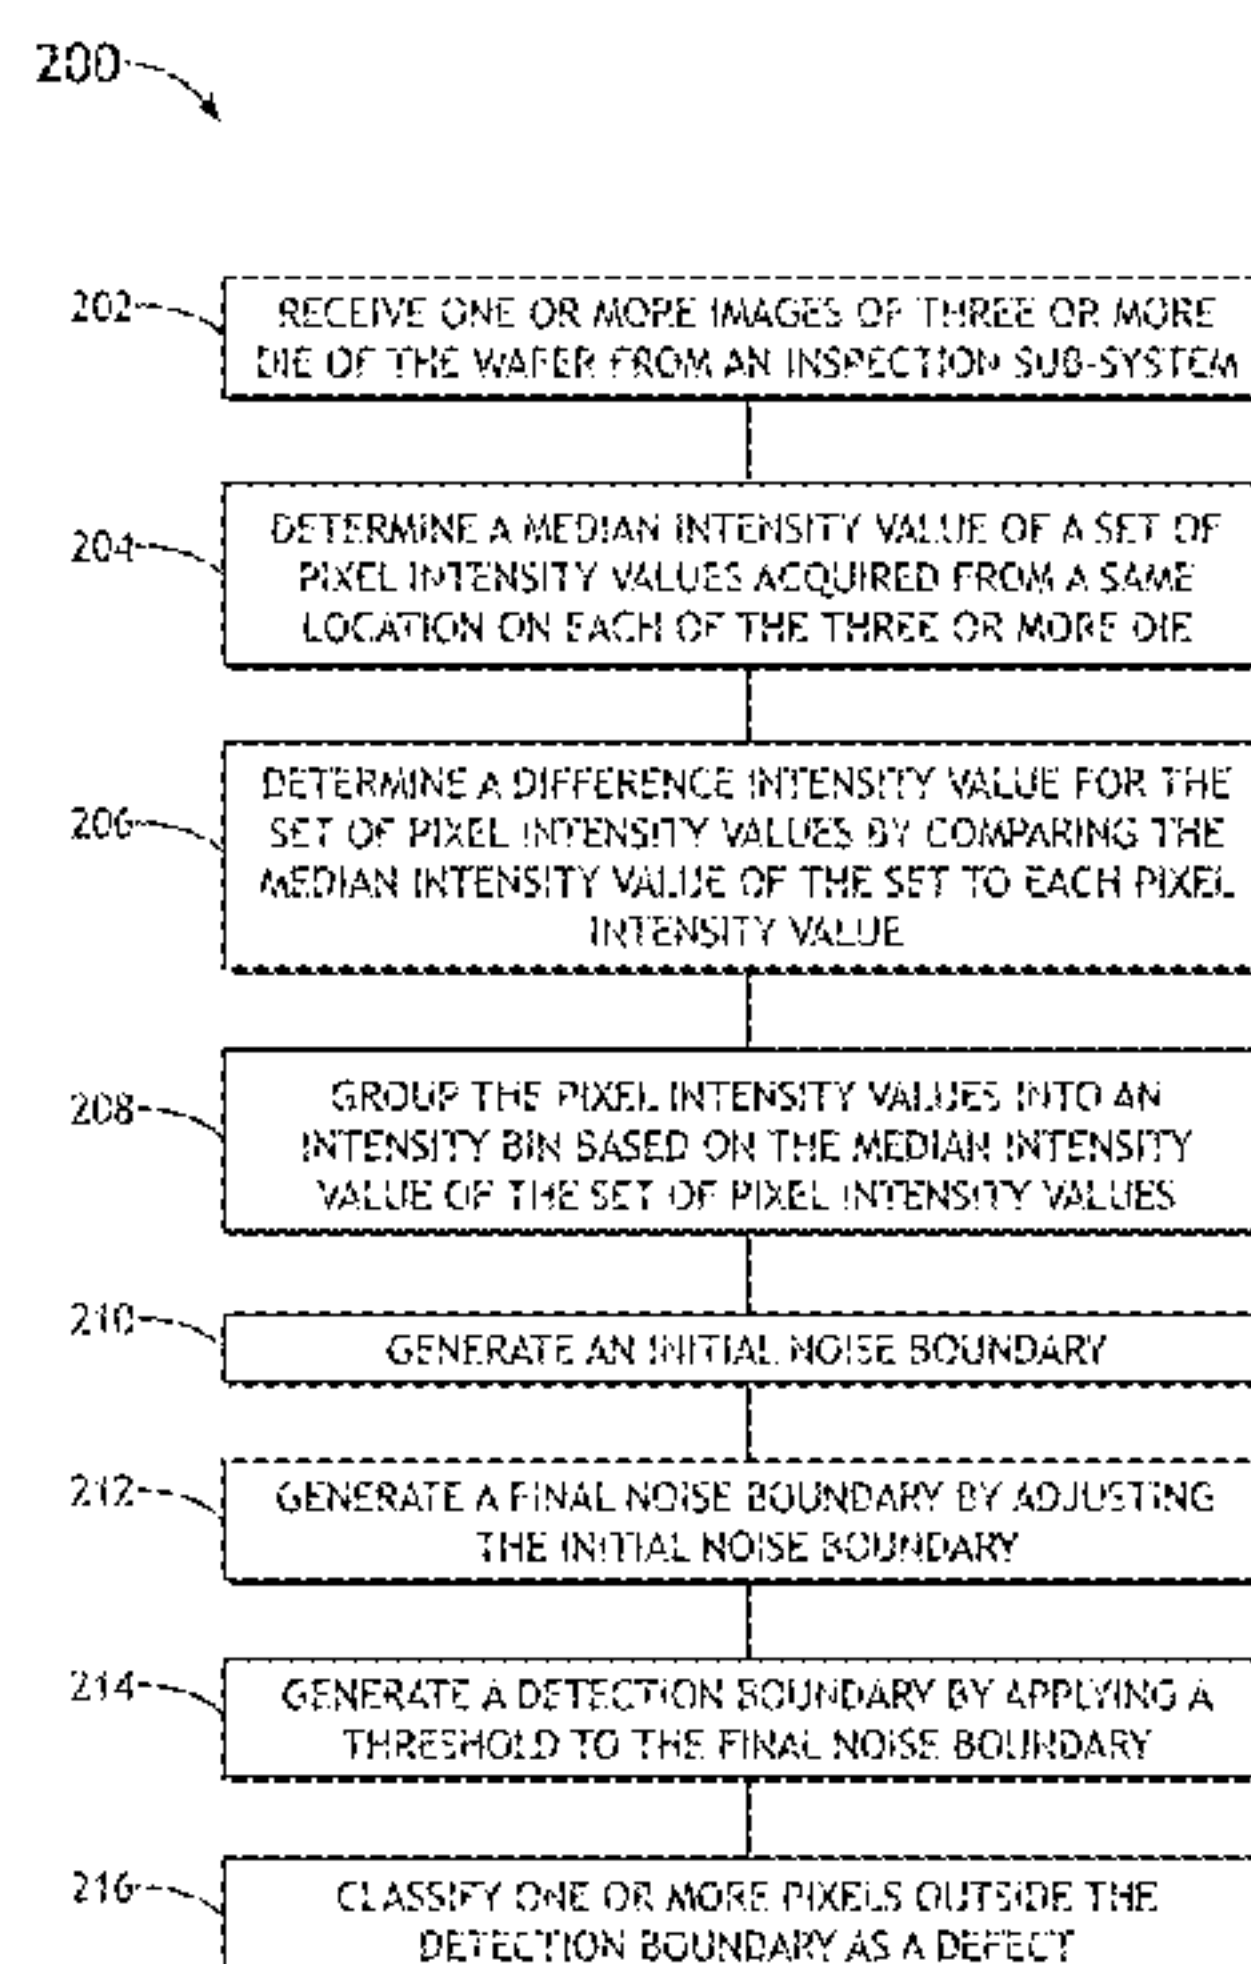 200
202
RECEIVE ONE OR MORE IMAGES OF THREE OR MORE
DIE OF THE WAFER FROM AN INSPECTION SUB-SYSTEM
204
DETERMINE A MEDIAN INTENSITY VALUE OF A SET OF
PIXEL INTENSITY VALUES ACQUIRED FROM A SAME
LOCATION ON EACH OF THE THREE OR MORE DIE
206
DETERMINE A DIFFERENCE INTENSITY VALUE FOR THE
SET OF PIXEL INTENSITY VALUES BY COMPARING THE
MEDIAN INTENSITY VALUE OF THE SET TO EACH PIXEL
INTENSITY VALUE
208
GROUP THE PIXEL INTENSITY VALUES INTO AN
INTENSITY BIN BASED ON THE MEDIAN INTENSITY
VALUE OF THE SET OF PIXEL INTENSITY VALUES
210
GENERATE AN INITIAL NOISE BOUNDARY
212
GENERATE A FINAL NOISE BOUNDARY BY ADJUSTING
THE INITIAL NOISE BOUNDARY
214
GENERATE A DETECTION BOUNDARY BY APPLYING A
THRESHOLD TO THE FINAL NOISE BOUNDARY
216
CLASSIFY ONE OR MORE PIXELS OUTSIDE THE
DETECTION BOUNDARY AS A DEFECT